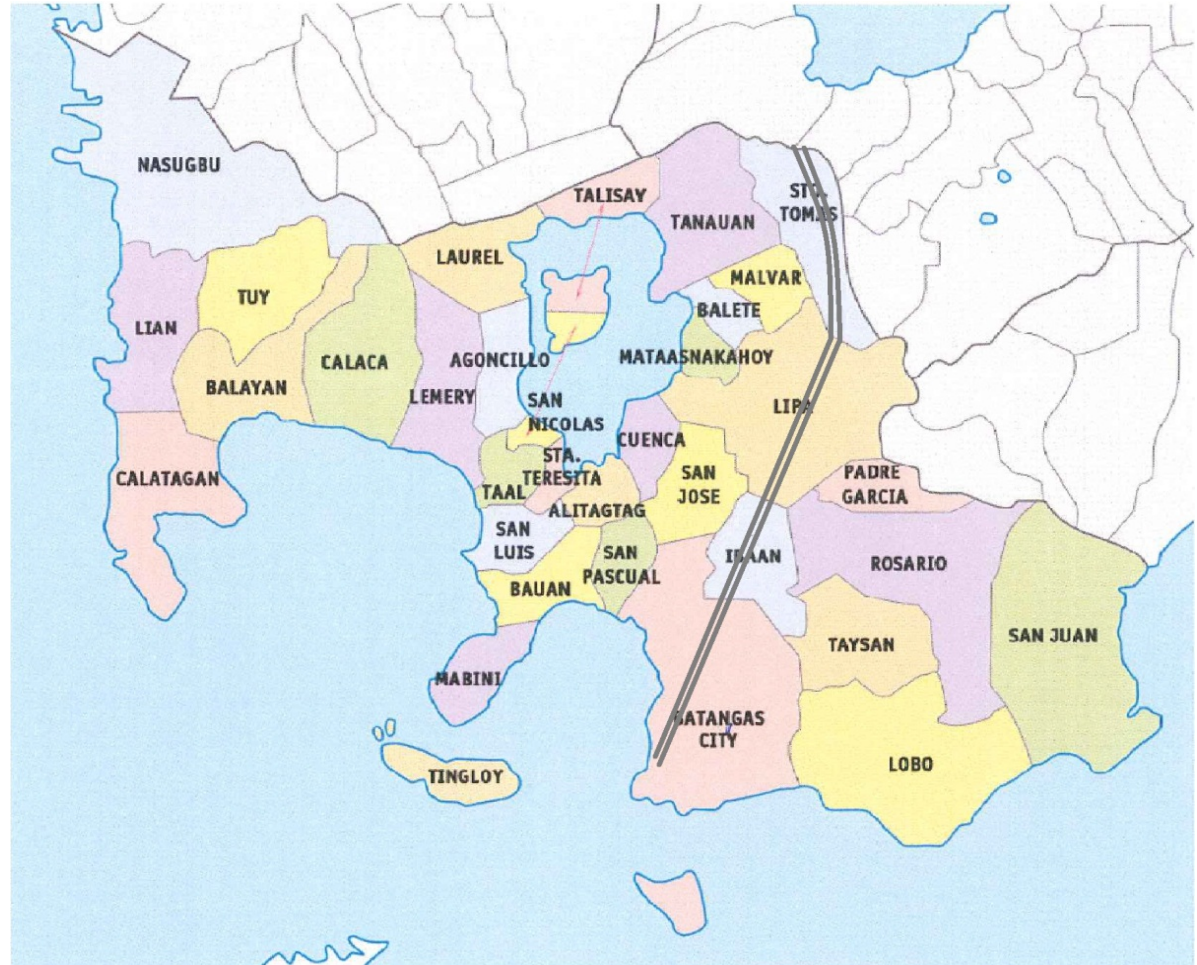 NASUGBU
TALISAY
STO.
TOMAS
TANAUAN
LAUREL
MALVAR
TUY
BALETE
LIAN
AGONCILLO
MATAASNAKAHOY
CALACA
BALAYAN
LEMERY
SAN
NICOLAS
LIPA
CUENCA
STA.
TERESITA
CALATAGAN
SAN
JOSE
PADRE
GARCIA
TAAL
ALITAGTAG
SAN
LUIS
SAN
PASCUAL
IBAAN
ROSARIO
BAUAN
SAN JUAN
TAYSAN
MABINI
BATANGAS
CITY
LOBO
TINGLOY